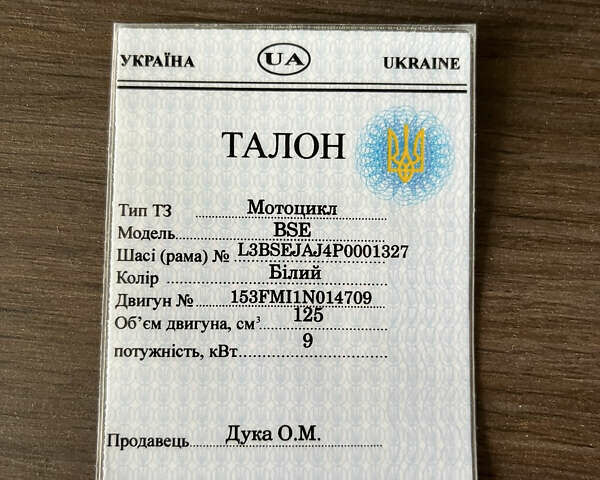 УКРАЇНА UA UKRAINE
ТАЛОН
Тип ТЗ Мотоцикл
Модель BSE
Шасі (рама) № L3BSEJAJ4P0001327
Колір Білий
Двигун № 153FMI1N014709
Об'єм двигуна, см³ 125
потужність, кВт 9
Продавець Дука О.М.